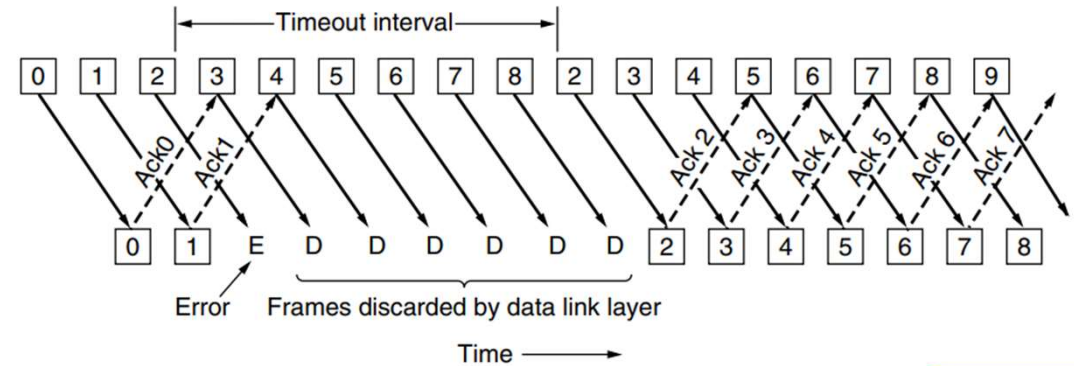 Timeout interval
0 1 2 3 4 5 6 7 8 2 3 4 5 6 7 8 9
Ack0 Ack1 Ack 2 Ack 3 Ack 4 Ack 5 Ack 6 Ack 7
0 1 E D D D D D D 2 3 4 5 6 7 8
Error Frames discarded by data link layer
Time